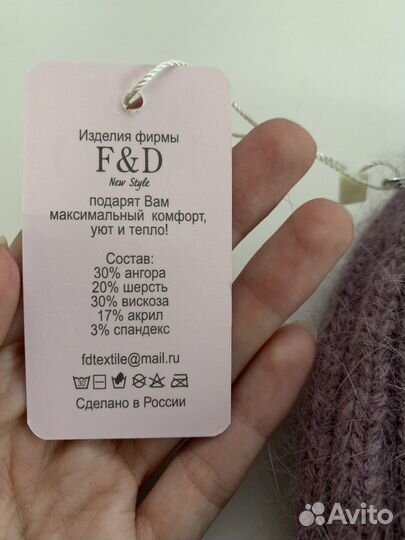 Изделия фирмы
F&D
New Style
подарят Вам
максимальный комфорт,
уют и тепло!
Состав:
30% ангора
20% шерсть
30% вискоза
17% акрил
3% спандекс
fdtextile@mail.ru
30
Сделано в России
Avito